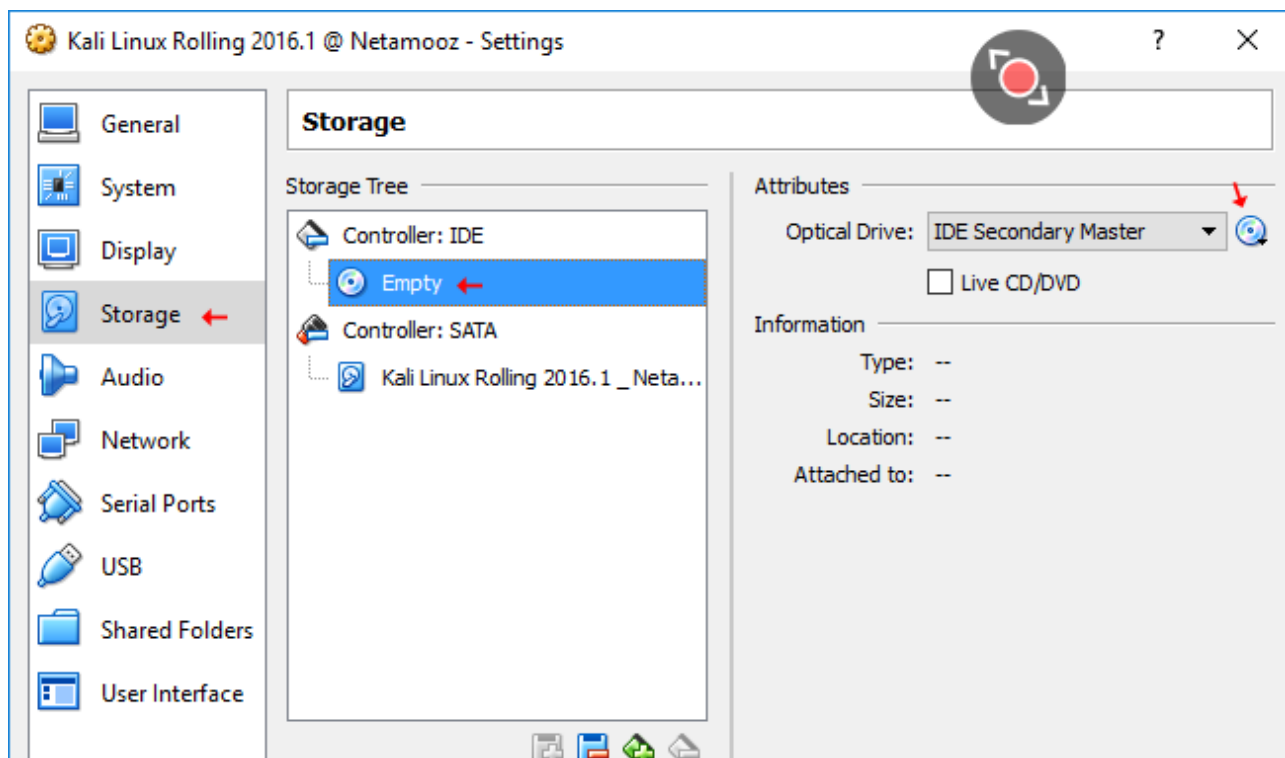 Kali Linux Rolling 2016.1 @ Netamooz - Settings
?
General
System
Display
Storage
Audio
Network
Serial Ports
USB
Shared Folders
User Interface
Storage
Storage Tree
Controller: IDE
Empty
Controller: SATA
Kali Linux Rolling 2016.1 _ Neta...
Attributes
Optical Drive: IDE Secondary Master
Live CD/DVD
Information
Type: --
Size: --
Location: --
Attached to: --